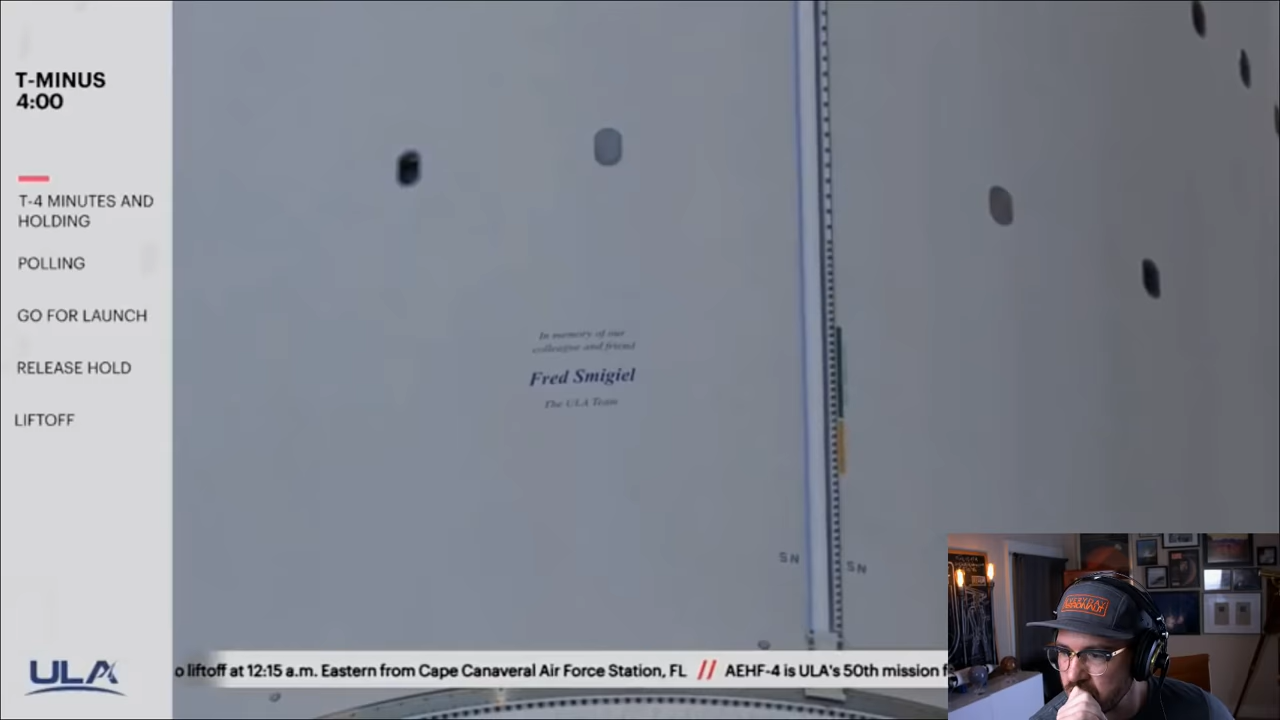 T-MINUS
4:00
T-4 MINUTES AND
HOLDING
POLLING
GO FOR LAUNCH
RELEASE HOLD
LIFTOFF
In memory of our
colleague and friend
Fred Smigiel
The ULA Team
SN
SN
ULA
o liftoff at 12:15 a.m. Eastern from Cape Canaveral Air Force Station, FL // AEHF-4 is ULA's 50th mission f
EVERYDAY
ASTRONAUT